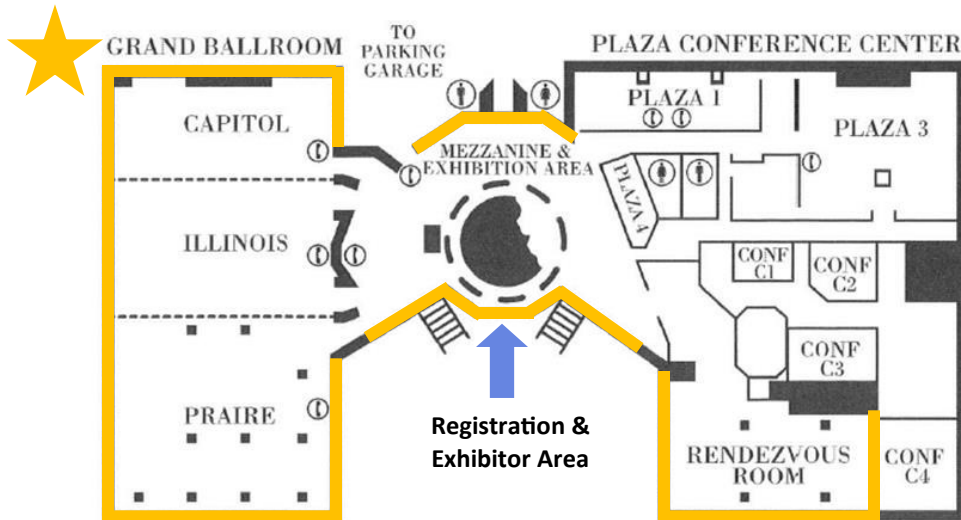 GRAND BALLROOM
TO
PARKING
GARAGE
PLAZA CONFERENCE CENTER
CAPITOL
PLAZA 1
PLAZA 3
MEZZANINE &
EXHIBITION AREA
PLAZA 4
ILLINOIS
CONF
C1
CONF
C2
CONF
C3
PRAIRE
Registration &
Exhibitor Area
RENDEZVOUS
ROOM
CONF
C4